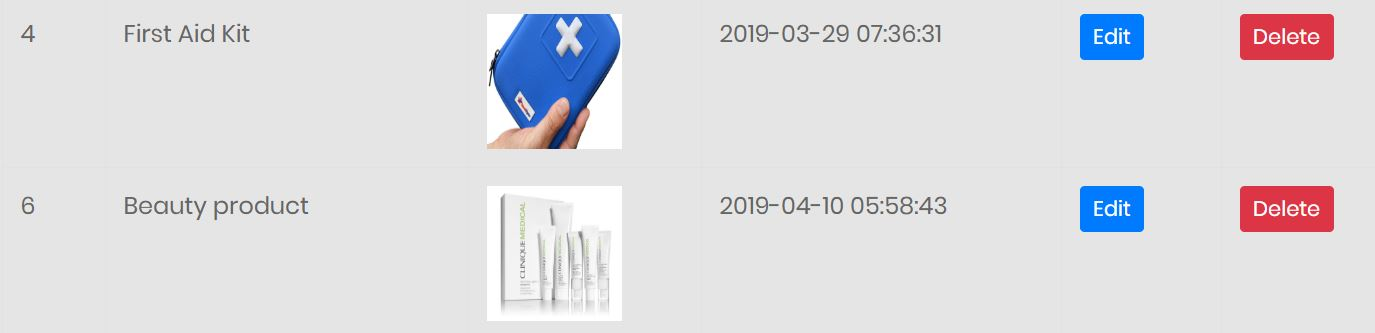 4 First Aid Kit 2019-03-29 07:36:31 Edit Delete
6 Beauty product 2019-04-10 05:58:43 Edit Delete
CLINIQUE MEDICAL